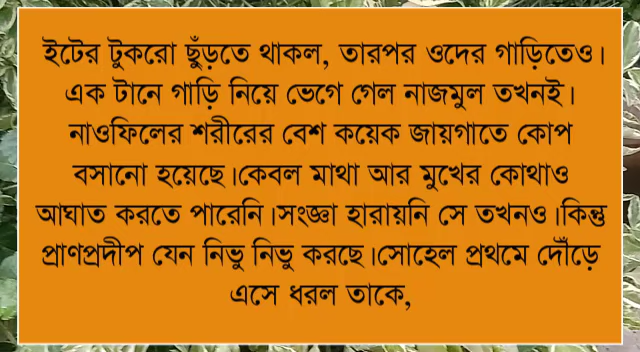 ইটের টুকরো ছুঁড়তে থাকল, তারপর ওদের গাড়িতেও।
এক টানে গাড়ি নিয়ে ভেগে গেল নাজমুল তখনই।
নাওফিলের শরীরের বেশ কয়েক জায়গাতে কোপ
বসানো হয়েছে।কেবল মাথা আর মুখের কোথাও
আঘাত করতে পারেনি।সংজ্ঞা হারায়নি সে তখনও।কিন্তু
প্রাণপ্রদীপ যেন নিভু নিভু করছে।সোহেল প্রথমে দৌঁড়ে
এসে ধরল তাকে,